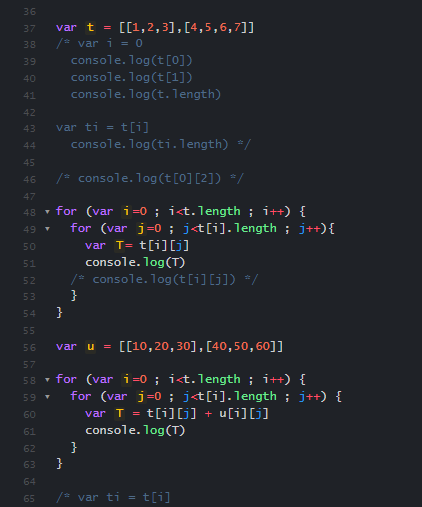 36
37 var t = [[1,2,3],[4,5,6,7]]
38 /* var i = 0
39 console.log(t[0])
40 console.log(t[1])
41 console.log(t.length)
42
43 var ti = t[i]
44 console.log(ti.length) */
45
46 /* console.log(t[0][2]) */
47
48 for (var i=0 ; i<t.length ; i++) {
49 for (var j=0 ; j<t[i].length ; j++){
50 var T= t[i][j]
51 console.log(T)
52 /* console.log(t[i][j]) */
53 }
54 }
55
56 var u = [[10,20,30],[40,50,60]]
57
58 for (var i=0 ; i<t.length ; i++) {
59 for (var j=0 ; j<t[i].length ; j++) {
60 var T = t[i][j] + u[i][j]
61 console.log(T)
62 }
63 }
64
65 /* var ti = t[i]